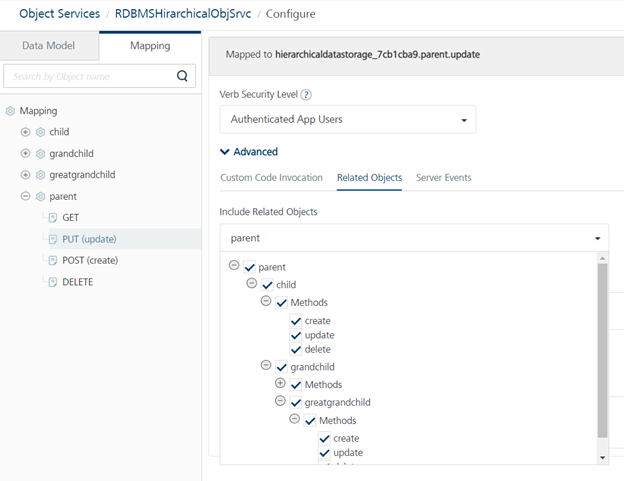 Object Services / RDBMSHirarchicalObjSrvc / Configure
Data Model
Mapping
Search by Object name
Mapping
child
grandchild
greatgrandchild
parent
GET
PUT (update)
POST (create)
DELETE
Mapped to hierarchicaldatastorage_7cb1cba9.parent.update
Verb Security Level ?
Authenticated App Users
Advanced
Custom Code Invocation Related Objects Server Events
Include Related Objects
parent
parent
child
Methods
create
update
delete
grandchild
Methods
greatgrandchild
Methods
create
update